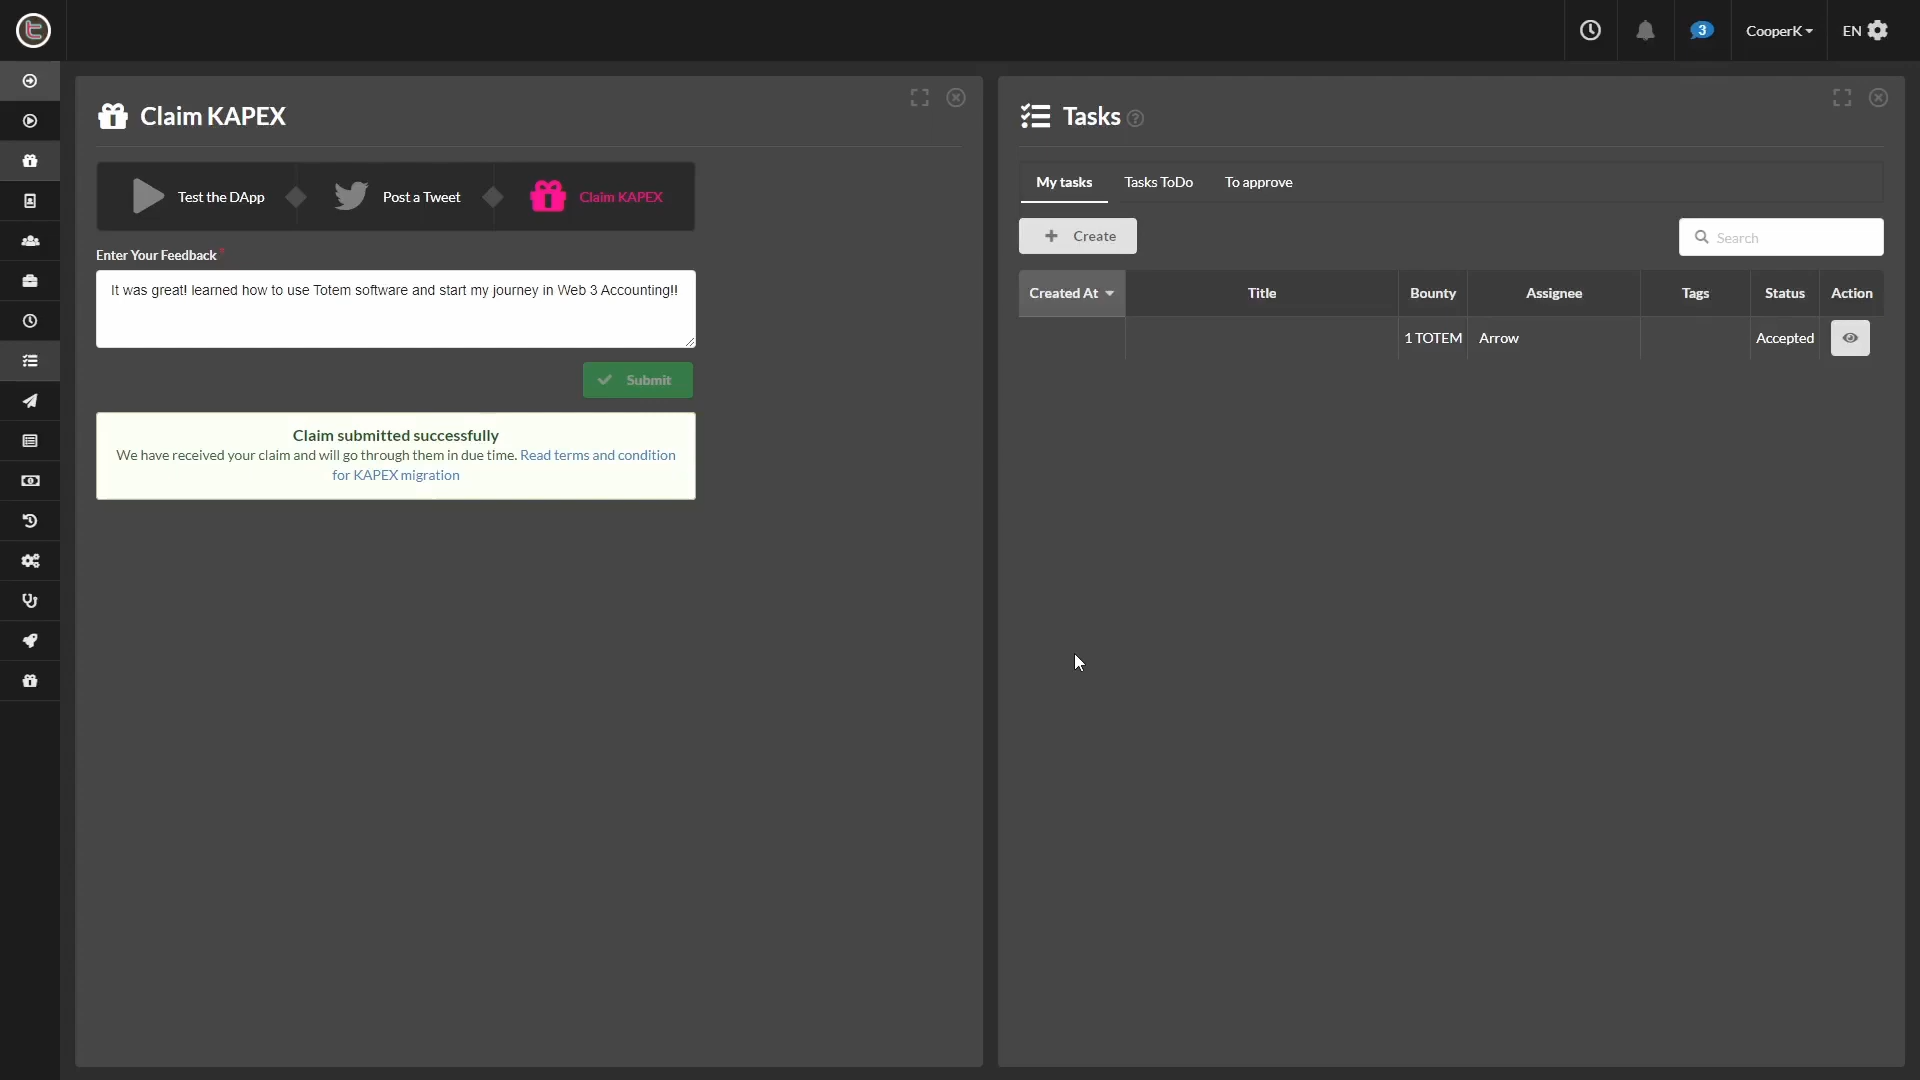 3
CooperK
EN
Claim KAPEX
Test the DApp
Post a Tweet
Claim KAPEX
Enter Your Feedback *
It was great! learned how to use Totem software and start my journey in Web 3 Accounting!!
Submit
Claim submitted successfully
We have received your claim and will go through them in due time. Read terms and condition
for KAPEX migration
Tasks
My tasks
Tasks ToDo
To approve
Create
Search
Created At
Title
Bounty
Assignee
Tags
Status
Action
1 TOTEM
Arrow
Accepted